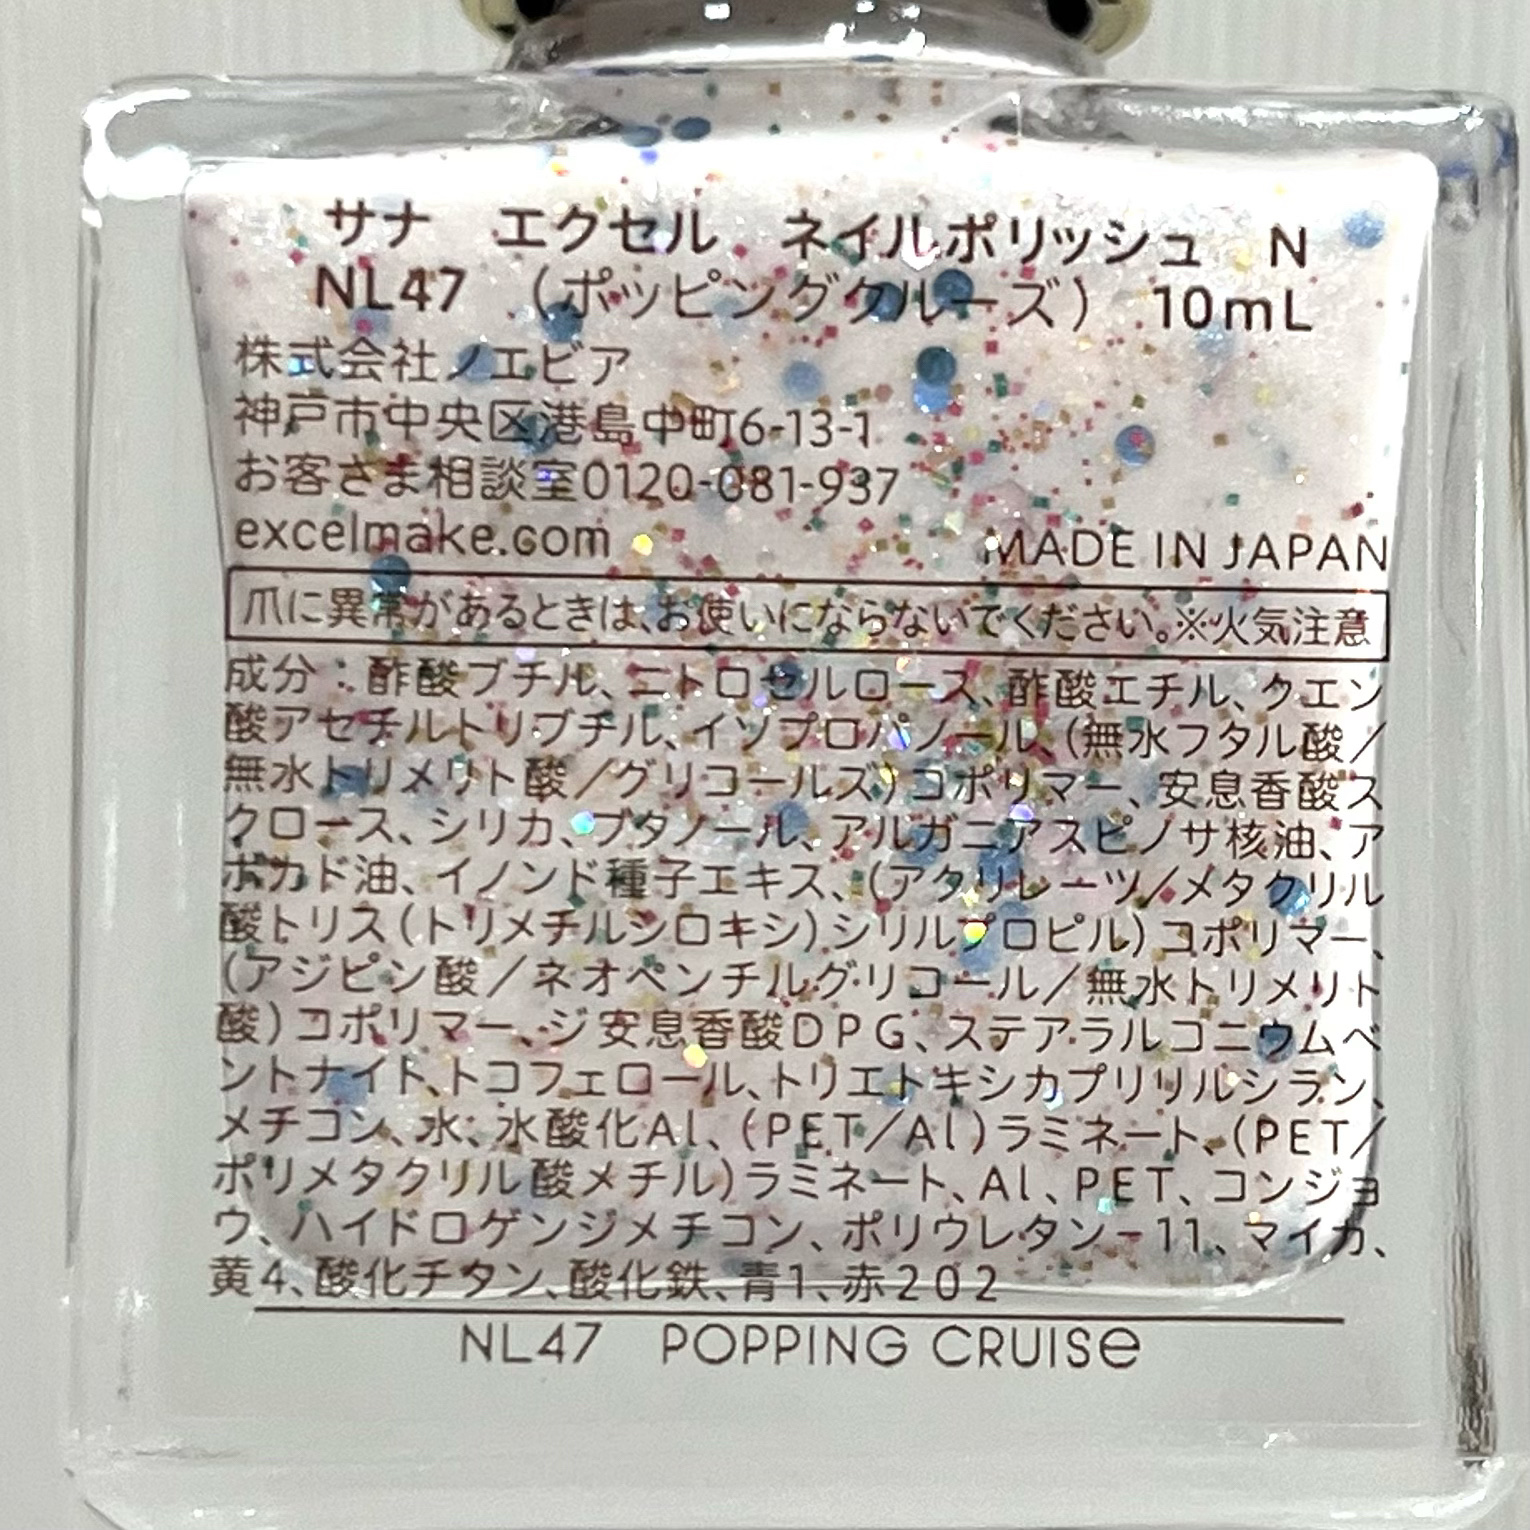 サナ　エクセル　ネイルポリッシュ　N
NL47　（ポッピングクルーズ）　10mL
株式会社ノエビア
神戸市中央区港島中町6-13-1
お客さま相談室0120-081-937
excelmake.com　MADE IN JAPAN
爪に異常があるときは、お使いにならないでください。※火気注意
成分：酢酸ブチル、ニトロセルロース、酢酸エチル、クエン
酸アセチルトリブチル、イソプロパノール、(無水フタル酸／
無水トリメリト酸／グリコールズ)コポリマー、安息香酸ス
クロース、シリカ、ブタノール、アルガニアスピノサ核油、ア
ボカド油、イノンド種子エキス、(アクリレーツ／メタクリル
酸トリス(トリメチルシロキシ)シリルプロピル)コポリマー、
(アジピン酸／ネオペンチルグリコール／無水トリメリト
酸)コポリマー、ジ安息香酸DPG、ステアラルコニウムベ
ントナイト、トコフェロール、トリエトキシカプリリルシラン、
メチコン、水、水酸化Al、(PET／Al)ラミネート、(PET／
ポリメタクリル酸メチル)ラミネート、Al、PET、コンジョ
ウ、ハイドロゲンジメチコン、ポリウレタン－11、マイカ、
黄4、酸化チタン、酸化鉄、青1、赤202
NL47　POPPING CRUISe